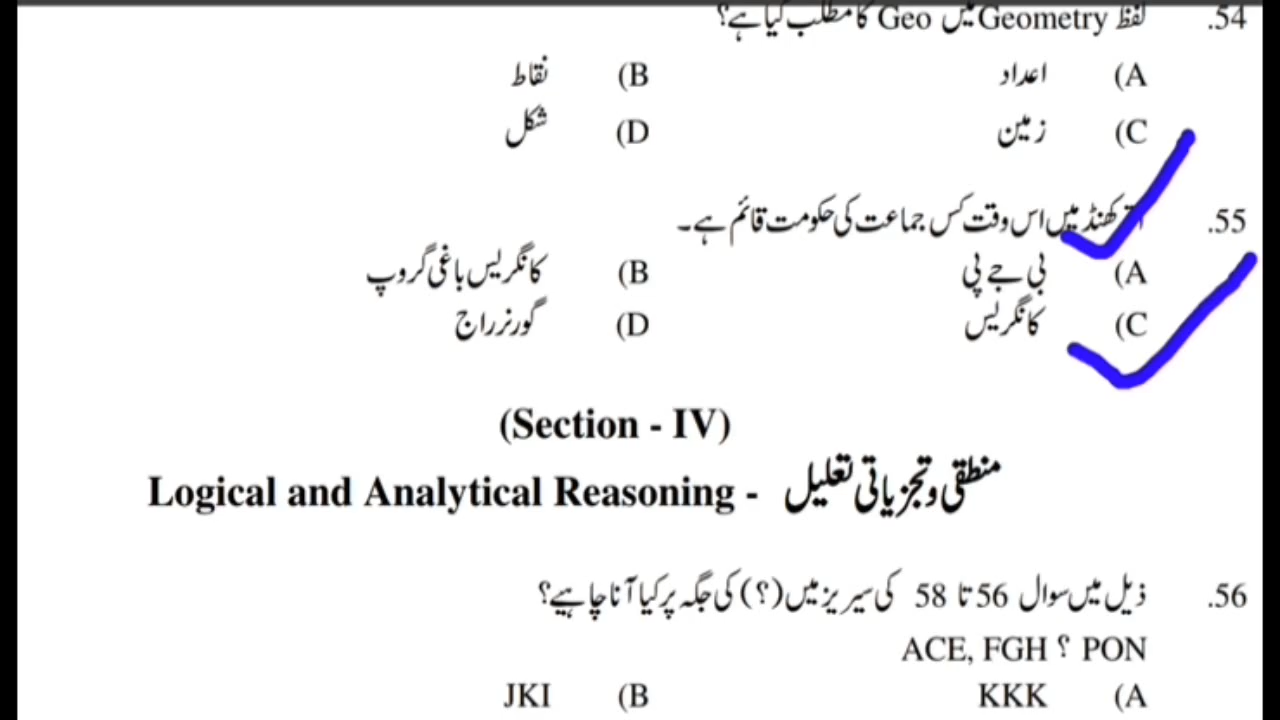 54. لفظ Geometry میں Geo کا مطلب کیا ہے؟
A) اعداد B) نقاط
C) زمین D) شکل
55. کھنڈ میں اس وقت کس جماعت کی حکومت قائم ہے۔
A) بی جے پی B) کانگریس باغی گروپ
C) کانگریس D) گورنر راج
(Section - IV)
Logical and Analytical Reasoning - منطقی و تجزیاتی تعلیل
56. ذیل میں سوال 56 تا 58 کی سیریز میں (؟) کی جگہ پر کیا آنا چاہیے؟
ACE, FGH ؟ PON
A) KKK B) JKI